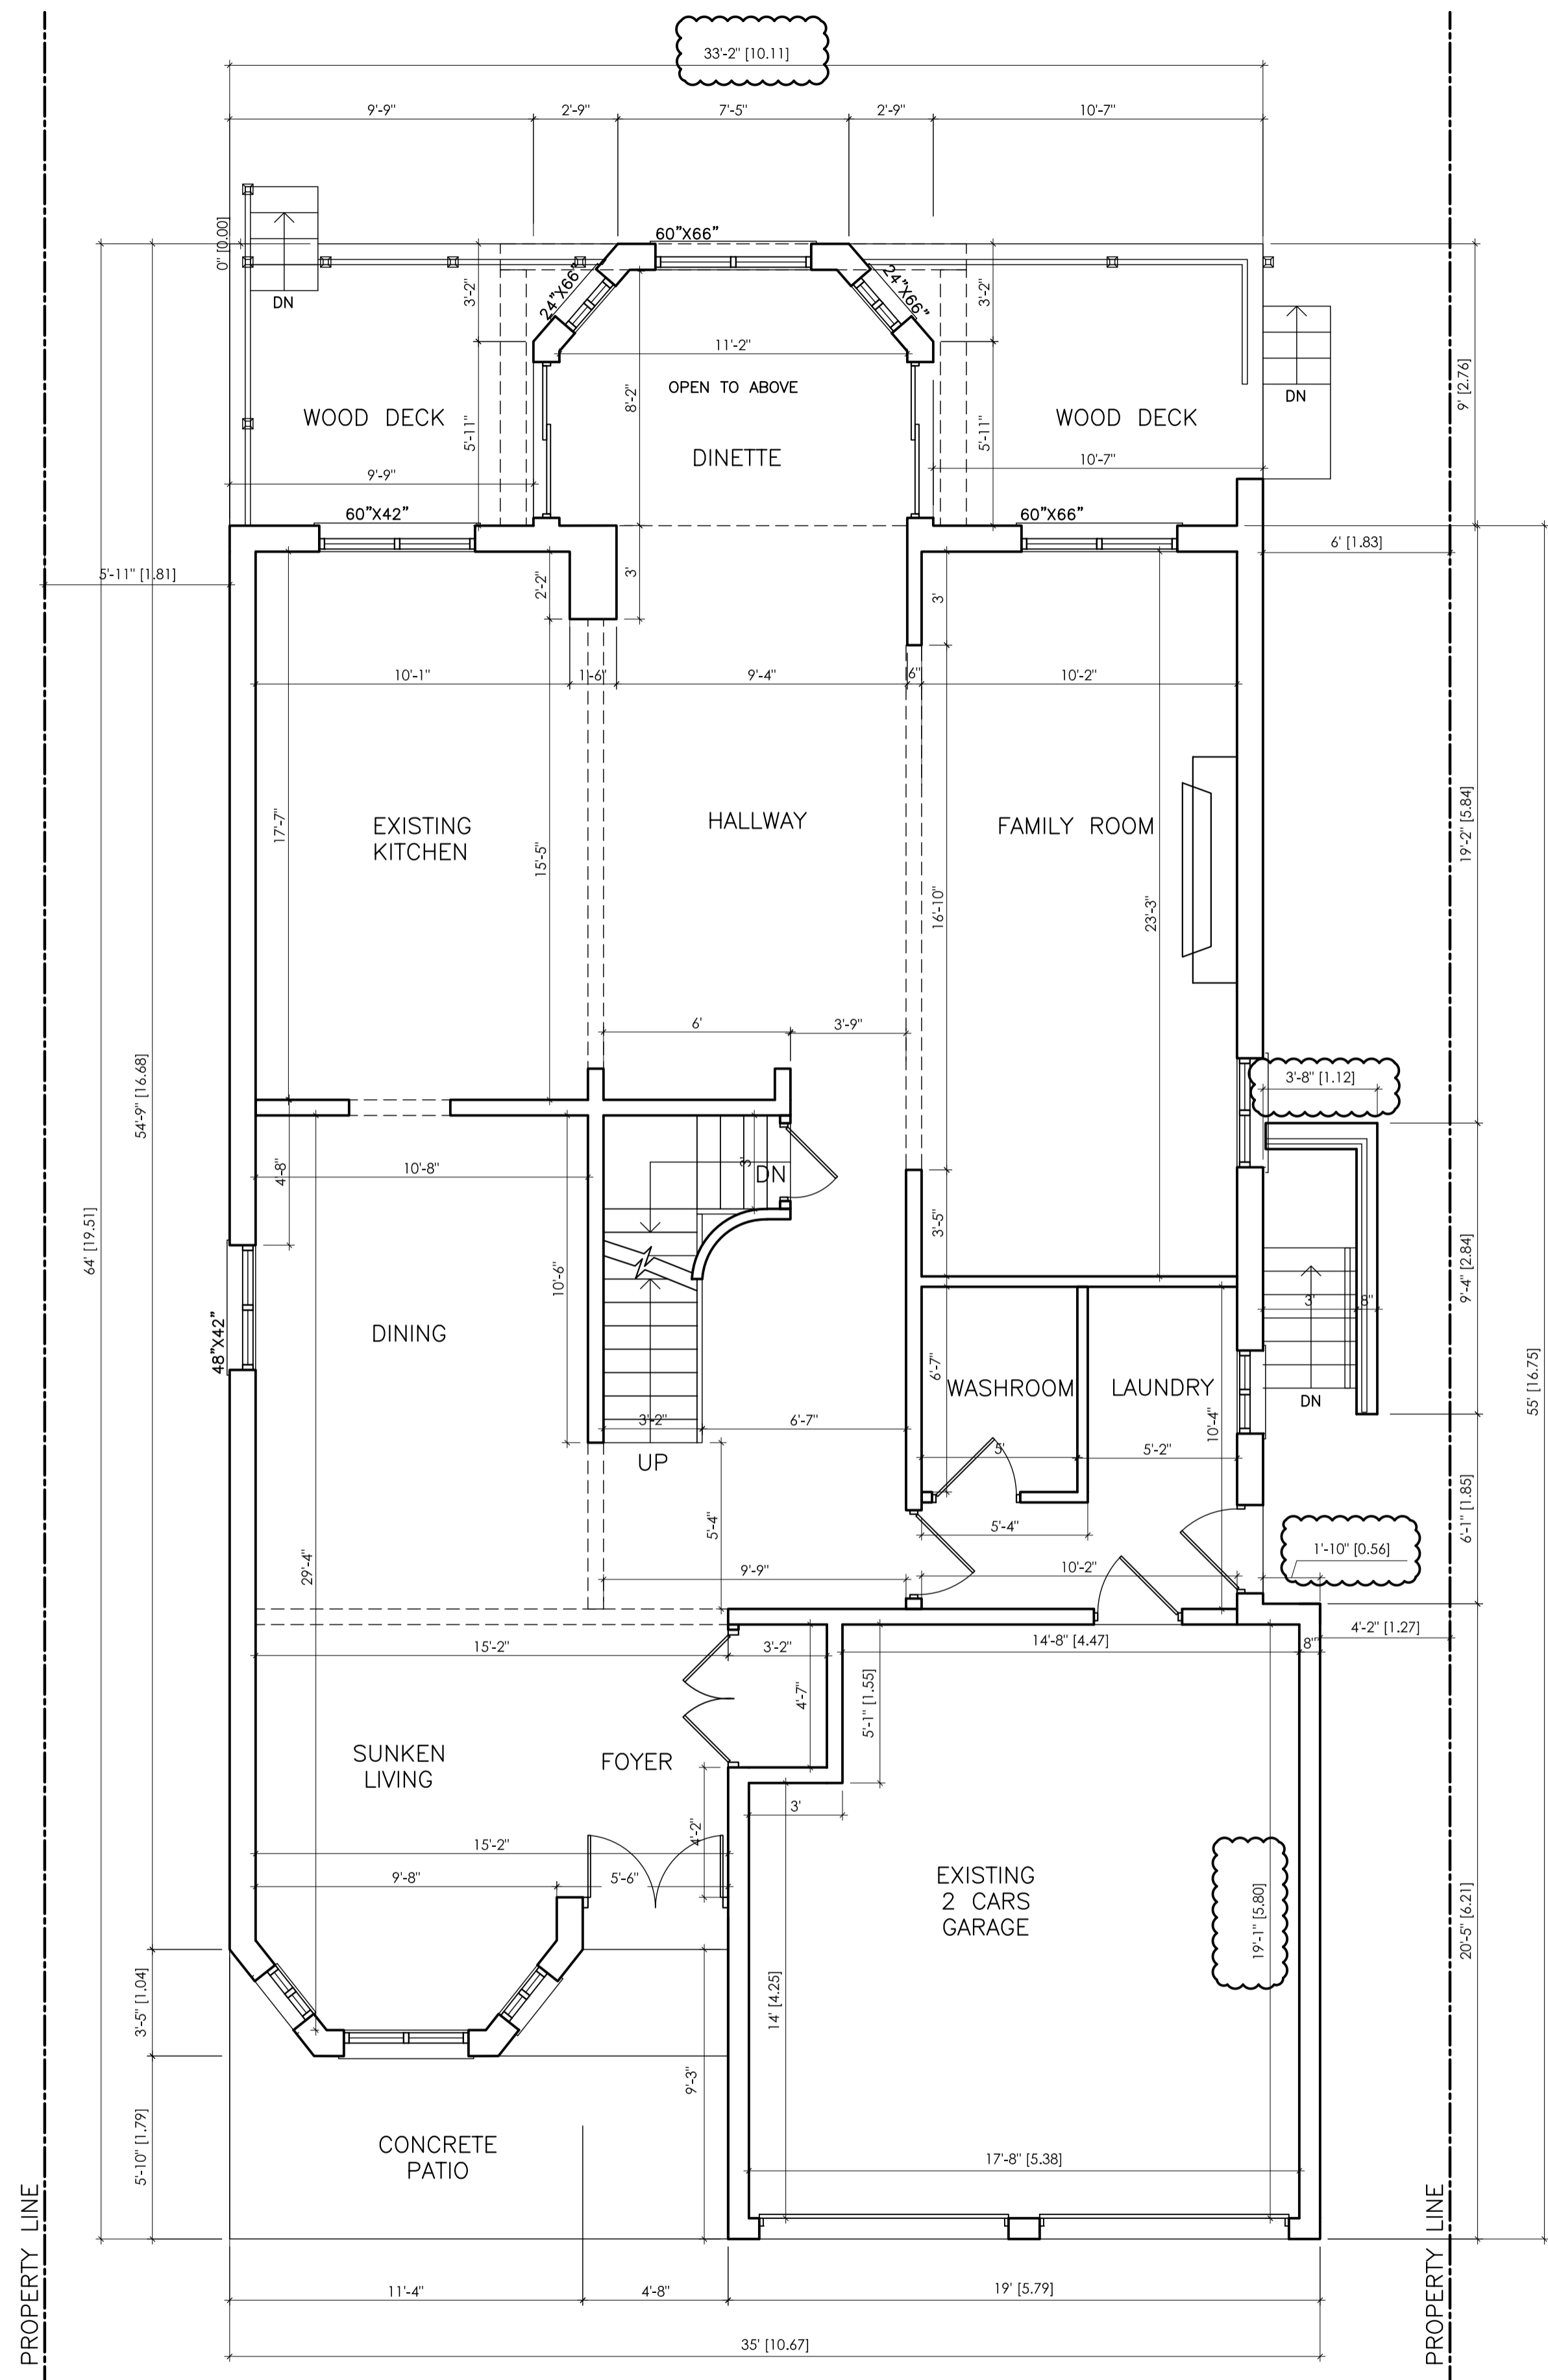 33'-2" [10.11]
9'-9"
2'-9"
7'-5"
2'-9"
10'-7"
0" [0.00]
DN
3'-2"
24"X66"
60"X66"
24"X66"
3'-2"
11'-2"
OPEN TO ABOVE
8'-2"
DN
9' [2.76]
WOOD DECK
5'-11"
DINETTE
5'-11"
WOOD DECK
9'-9"
10'-7"
60"X42"
60"X66"
6' [1.83]
5'-11" [1.81]
2'-2"
3'
3'
10'-1"
1'-6"
9'-4"
6"
10'-2"
17'-7"
EXISTING
KITCHEN
15'-5"
HALLWAY
FAMILY ROOM
19'-2" [5.84]
16'-10"
23'-3"
6'
3'-9"
54'-9" [16.68]
3'-8" [1.12]
4'-8"
10'-8"
3'
DN
64' [19.51]
3'-5"
10'-6"
9'-4" [2.84]
3'
8"
48"X42"
DINING
6'-7"
WASHROOM
LAUNDRY
DN
55' [16.75]
3'-2"
6'-7"
10'-4"
5'
5'-2"
UP
5'-4"
5'-4"
6'-1" [1.85]
1'-10" [0.56]
29'-4"
9'-9"
10'-2"
15'-2"
3'-2"
14'-8" [4.47]
8"
4'-2" [1.27]
4'-7"
5'-1" [1.55]
SUNKEN
LIVING
FOYER
3'
4'-2"
15'-2"
9'-8"
5'-6"
EXISTING
2 CARS
GARAGE
19'-1" [5.80]
20'-5" [6.21]
3'-5" [1.04]
14' [4.25]
9'-3"
5'-10" [1.79]
CONCRETE
PATIO
17'-8" [5.38]
PROPERTY LINE
PROPERTY LINE
11'-4"
4'-8"
19' [5.79]
35' [10.67]